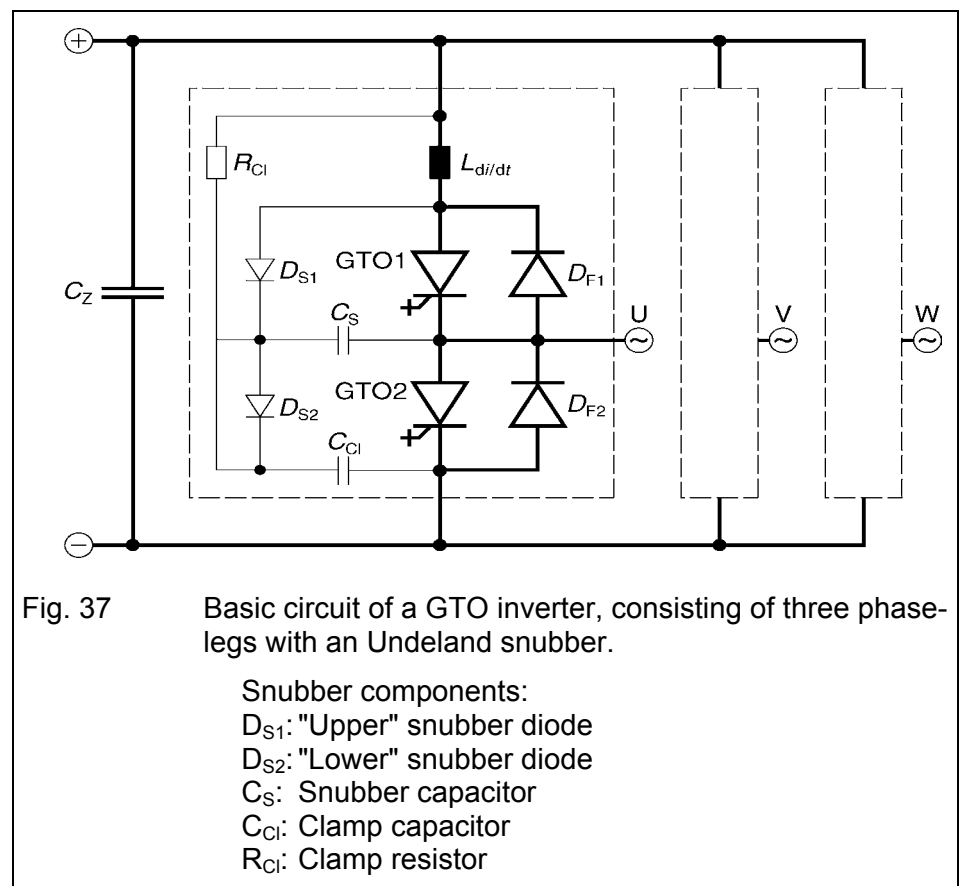 +
R_Cl
L_di/dt
D_S1
GTO1
D_F1
C_Z
C_S
U
V
W
~
~
~
D_S2
GTO2
D_F2
C_Cl
−
Fig. 37 Basic circuit of a GTO inverter, consisting of three phase-
legs with an Undeland snubber.
Snubber components:
D_S1: "Upper" snubber diode
D_S2: "Lower" snubber diode
C_S: Snubber capacitor
C_Cl: Clamp capacitor
R_Cl: Clamp resistor